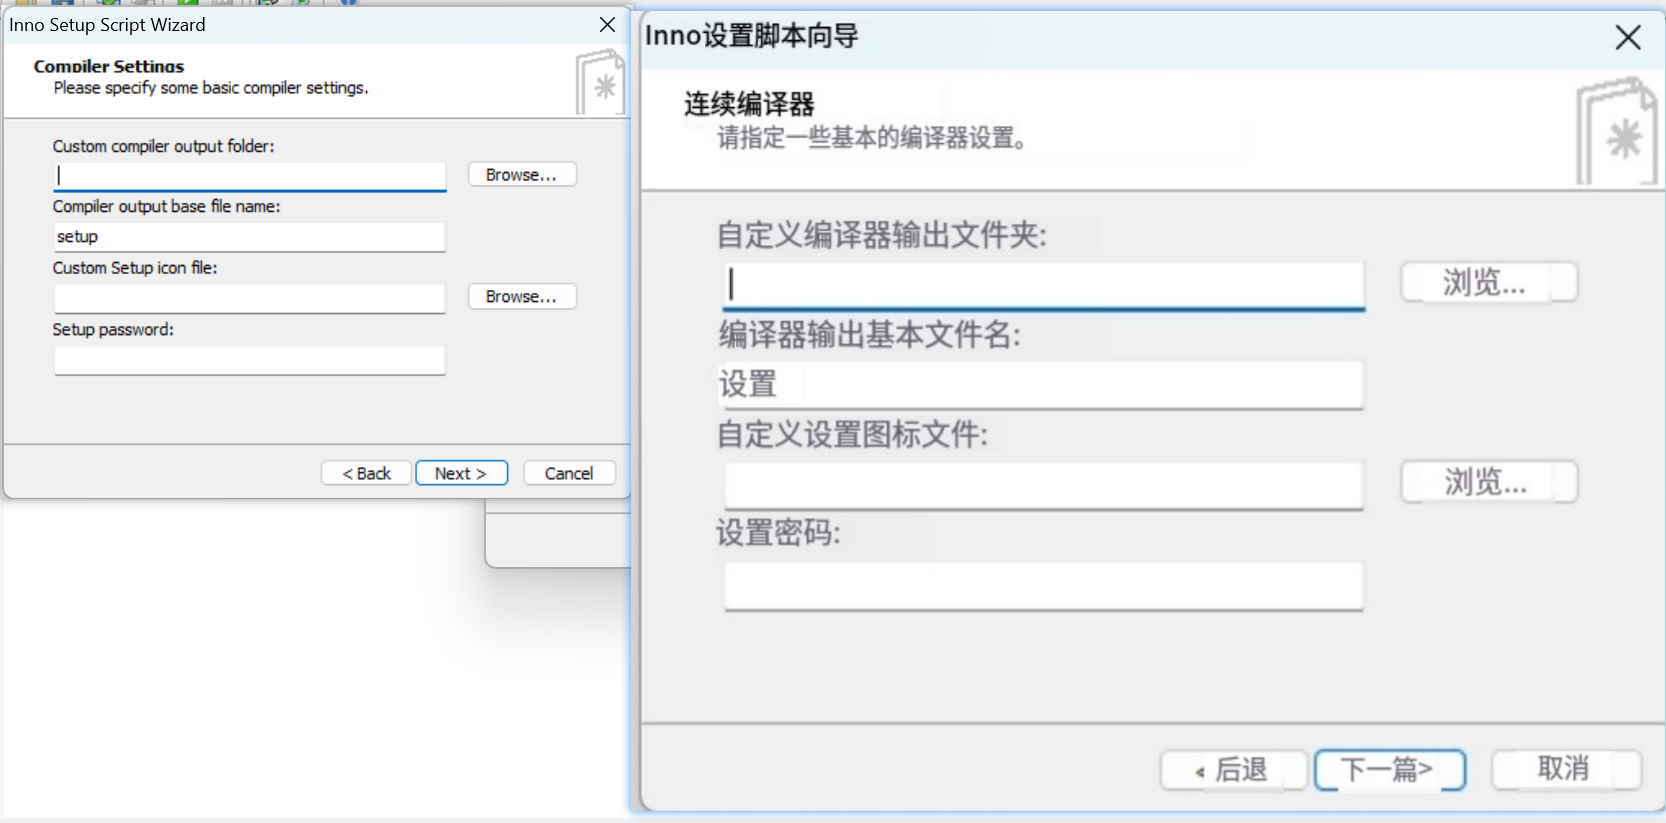 Inno Setup Script Wizard
Compiler Settings
Please specify some basic compiler settings.
Custom compiler output folder:
Browse...
Compiler output base file name:
setup
Custom Setup icon file:
Browse...
Setup password:
< Back
Next >
Cancel
Inno设置脚本向导
连续编译器
请指定一些基本的编译器设置。
自定义编译器输出文件夹:
浏览...
编译器输出基本文件名:
设置
自定义设置图标文件:
浏览...
设置密码:
< 后退
下一篇>
取消